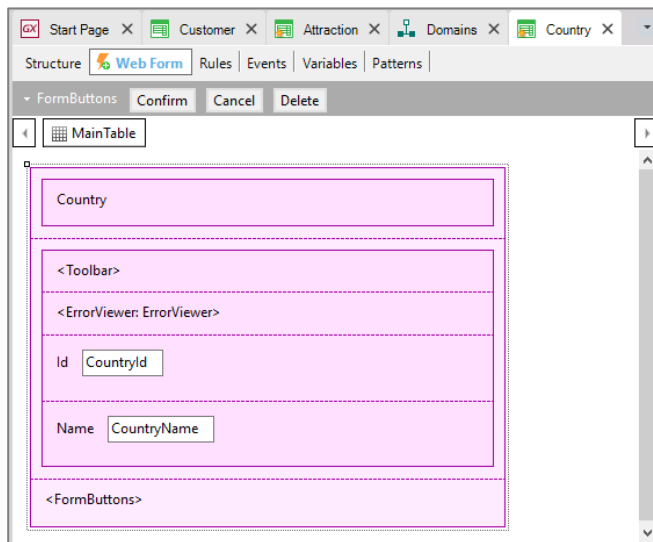 GX Start Page Customer Attraction Domains Country
Structure Web Form Rules Events Variables Patterns
FormButtons Confirm Cancel Delete
MainTable
Country
<Toolbar>
<ErrorViewer: ErrorViewer>
Id CountryId
Name CountryName
<FormButtons>